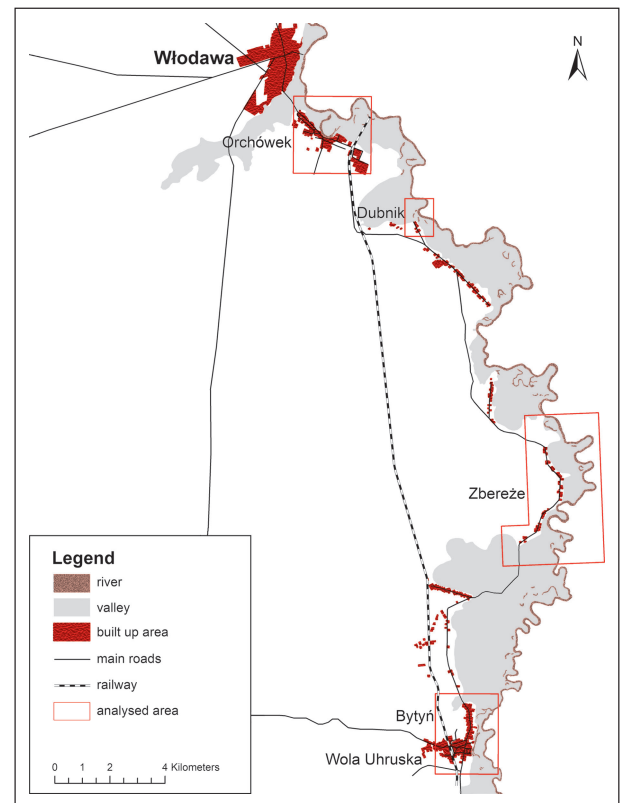 Włodawa
N
Orchówek
Dubnik
Zbereże
Legend
river
valley
built up area
main roads
railway
analysed area
0 1 2 4 Kilometers
Bytyń
Wola Uhruska